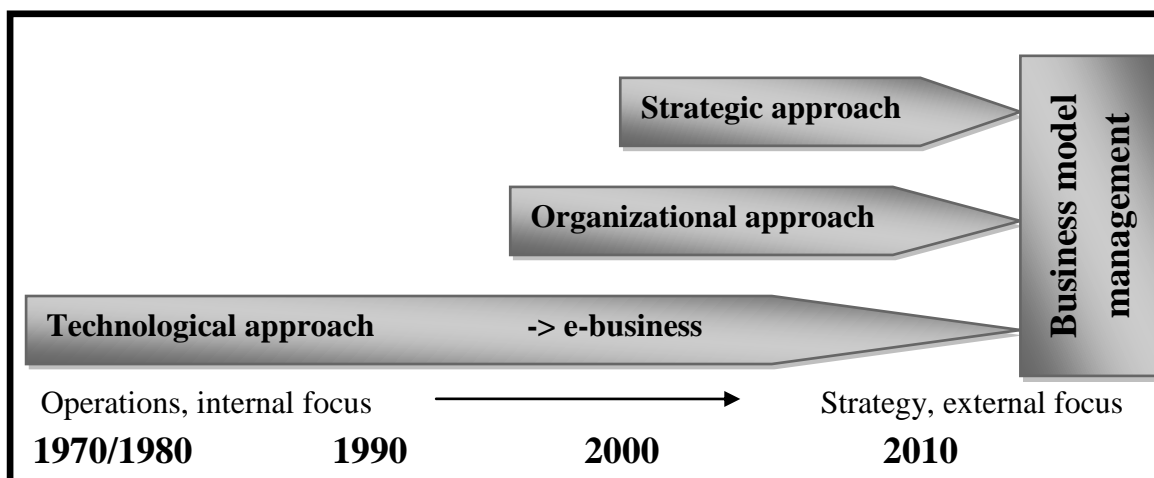 Strategic approach
Organizational approach
Technological approach -> e-business
Business model
management
Operations, internal focus Strategy, external focus
1970/1980 1990 2000 2010